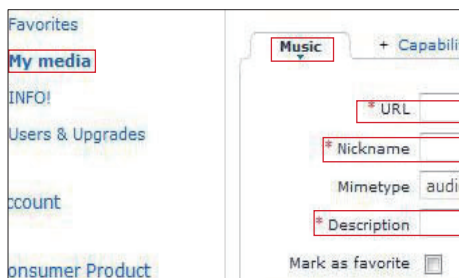 Favorites
My media
INFO!
Users & Upgrades
ccount
onsumer Product
Music
+ Capabili
* URL
* Nickname
Mimetype audi
* Description
Mark as favorite